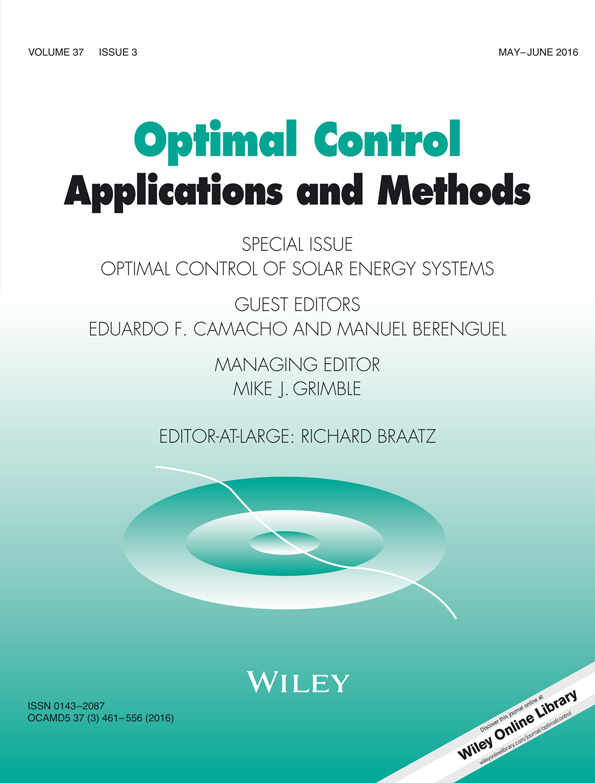 VOLUME 37 ISSUE 3 MAY–JUNE 2016
Optimal Control
Applications and Methods
SPECIAL ISSUE
OPTIMAL CONTROL OF SOLAR ENERGY SYSTEMS
GUEST EDITORS
EDUARDO F. CAMACHO AND MANUEL BERENGUEL
MANAGING EDITOR
MIKE J. GRIMBLE
EDITOR-AT-LARGE: RICHARD BRAATZ
WILEY
ISSN 0143–2087
OCAMD5 37 (3) 461–556 (2016)
Discover this journal online at
Wiley Online Library
wileyonlinelibrary.com/journal/optimalcontrol